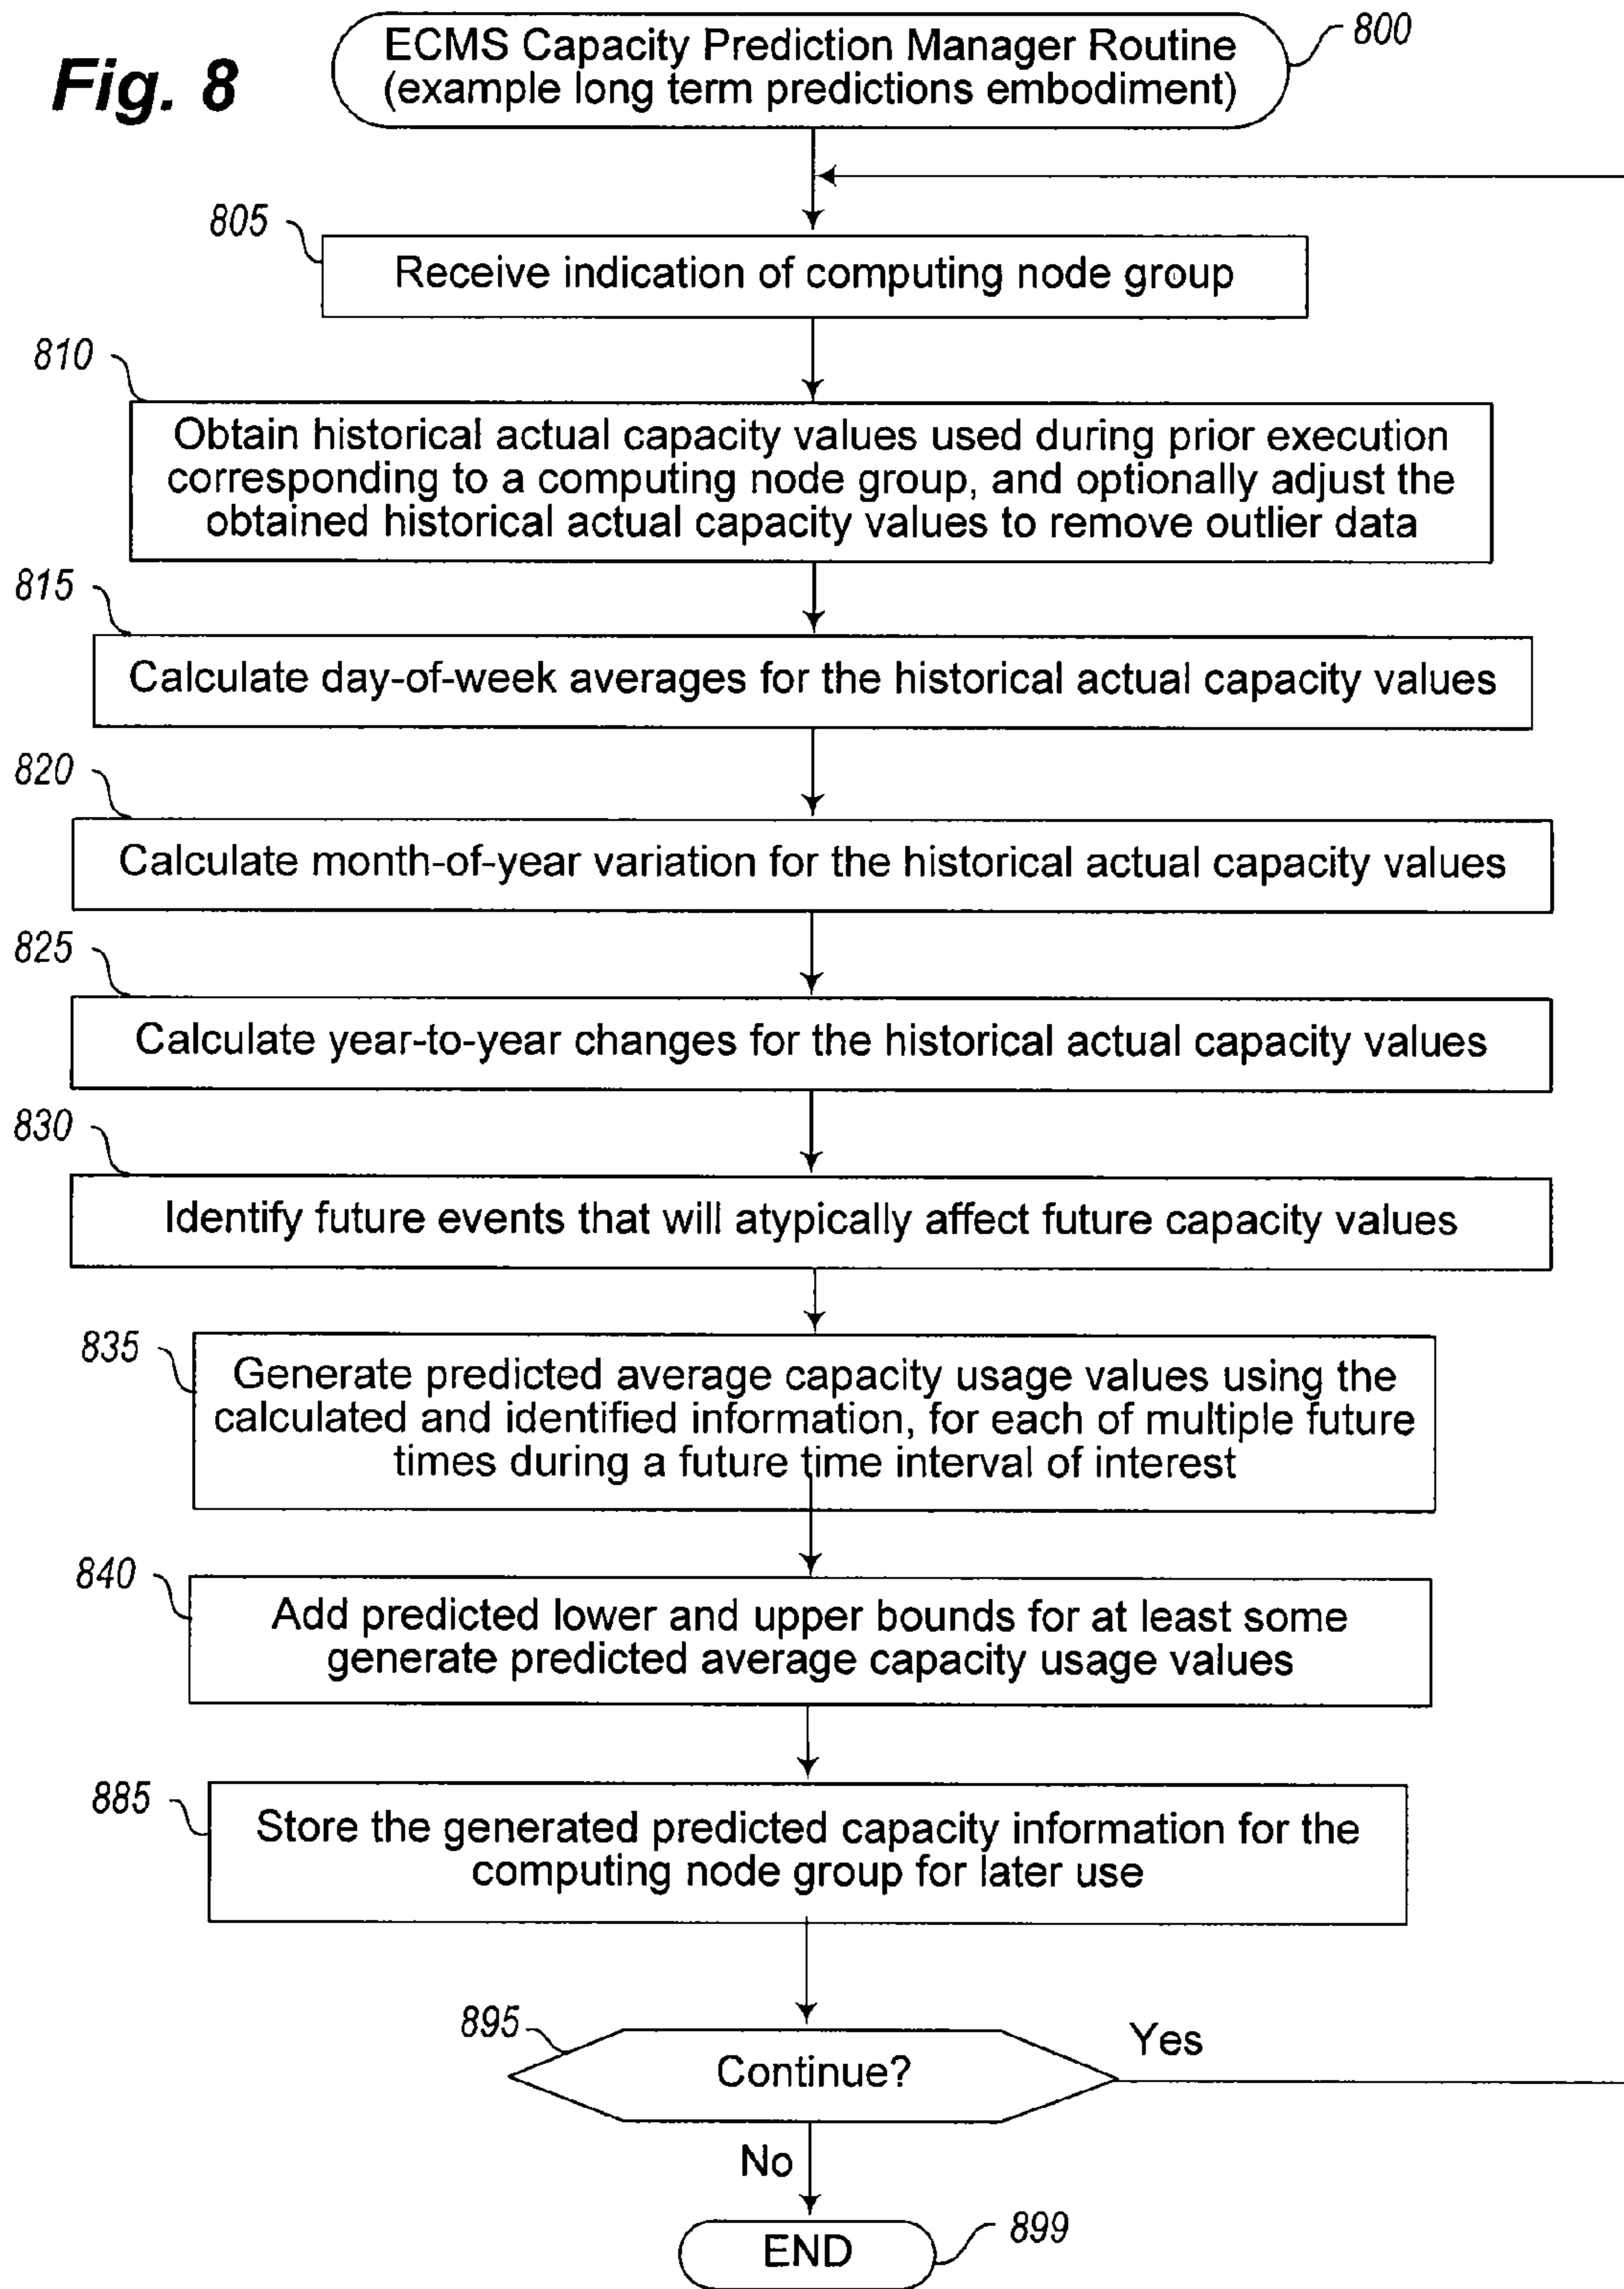 Fig. 8
ECMS Capacity Prediction Manager Routine
(example long term predictions embodiment)
800
805
Receive indication of computing node group
810
Obtain historical actual capacity values used during prior execution
corresponding to a computing node group, and optionally adjust the
obtained historical actual capacity values to remove outlier data
815
Calculate day-of-week averages for the historical actual capacity values
820
Calculate month-of-year variation for the historical actual capacity values
825
Calculate year-to-year changes for the historical actual capacity values
830
Identify future events that will atypically affect future capacity values
835
Generate predicted average capacity usage values using the
calculated and identified information, for each of multiple future
times during a future time interval of interest
840
Add predicted lower and upper bounds for at least some
generate predicted average capacity usage values
885
Store the generated predicted capacity information for the
computing node group for later use
895
Continue?
Yes
No
END
899